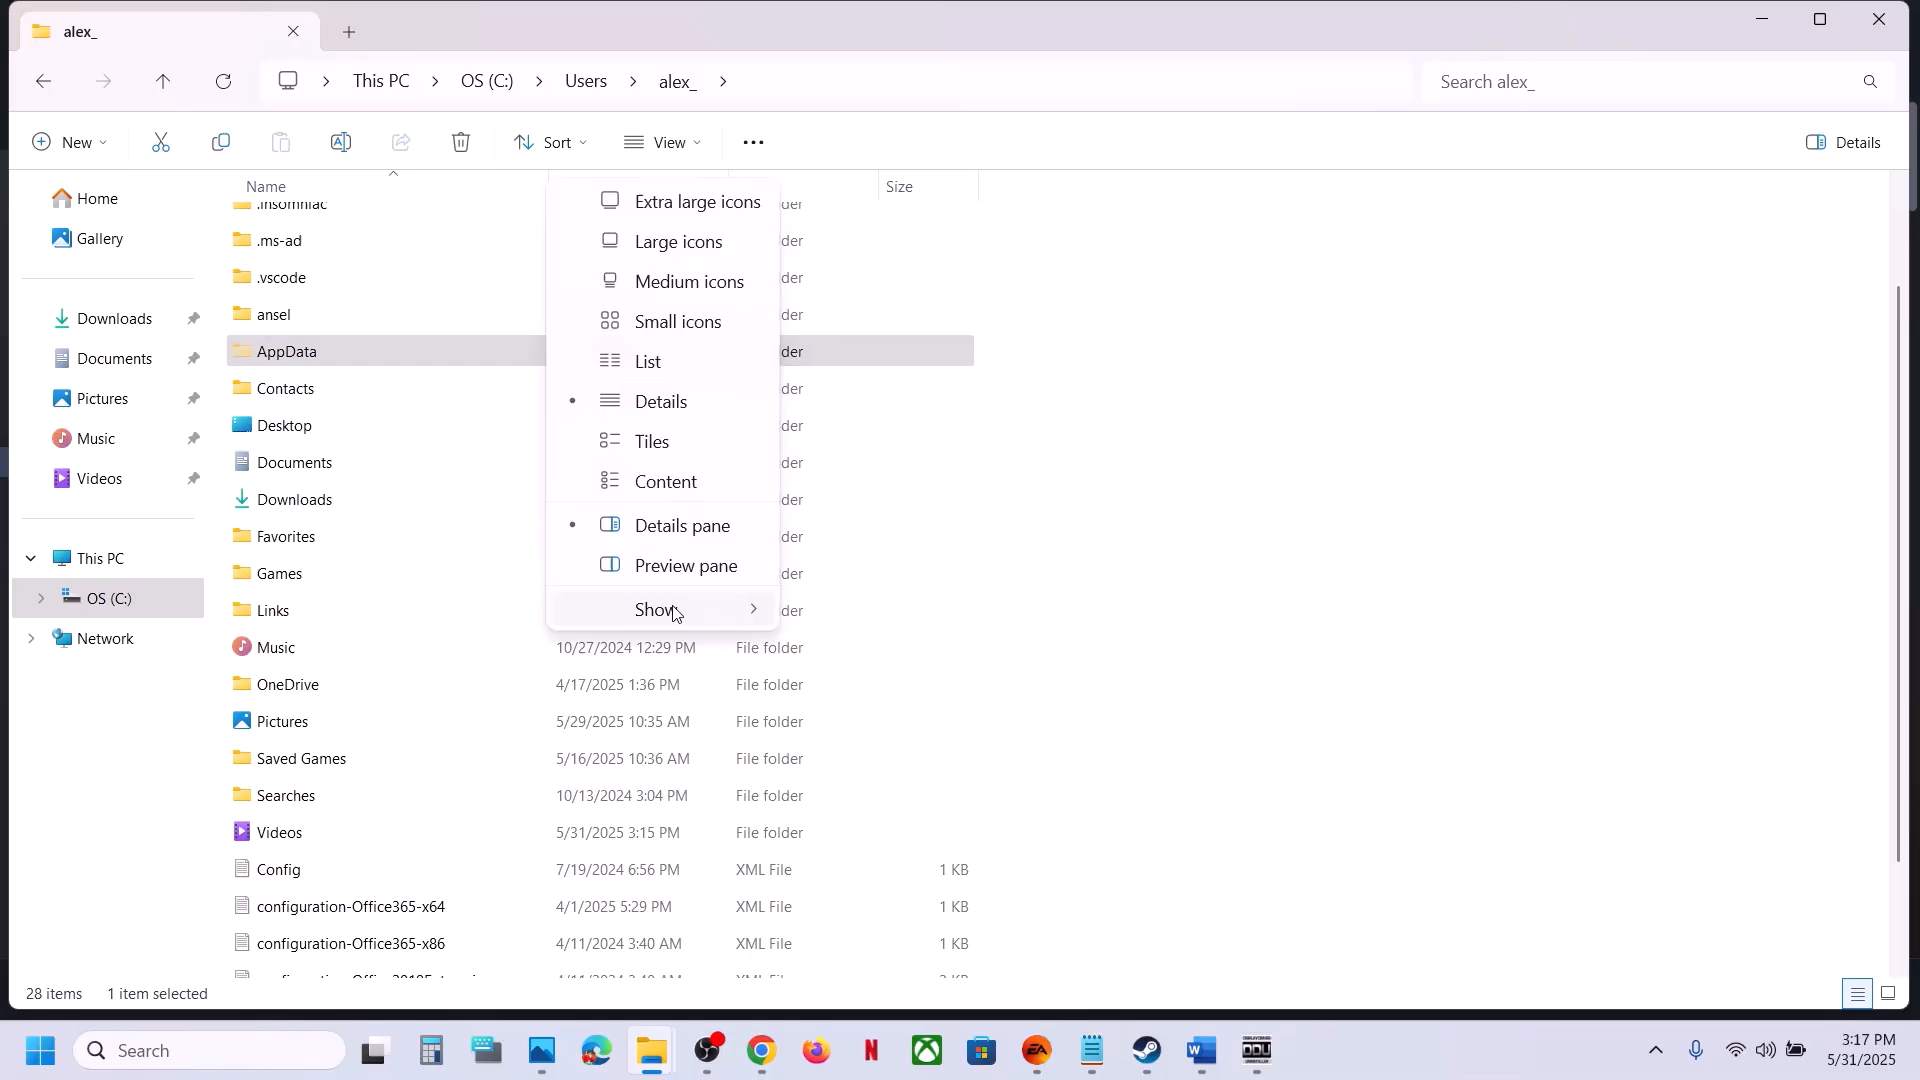 alex_
This PC
OS (C:)
Users
alex_
Search alex_
New
Sort
View
Details
Name
Size
Home
Gallery
Downloads
Documents
Pictures
Music
Videos
This PC
OS (C:)
Network
.insomniac
.ms-ad
.vscode
ansel
AppData
Contacts
Desktop
Documents
Downloads
Favorites
Games
Links
Music 10/27/2024 12:29 PM File folder
OneDrive 4/17/2025 1:36 PM File folder
Pictures 5/29/2025 10:35 AM File folder
Saved Games 5/16/2025 10:36 AM File folder
Searches 10/13/2024 3:04 PM File folder
Videos 5/31/2025 3:15 PM File folder
Config 7/19/2024 6:56 PM XML File 1 KB
configuration-Office365-x64 4/1/2025 5:29 PM XML File 1 KB
configuration-Office365-x86 4/11/2024 3:40 AM XML File 1 KB
Extra large icons
Large icons
Medium icons
Small icons
List
Details
Tiles
Content
Details pane
Preview pane
Show
28 items 1 item selected
Search
N
EA
W
DDU
3:17 PM
5/31/2025